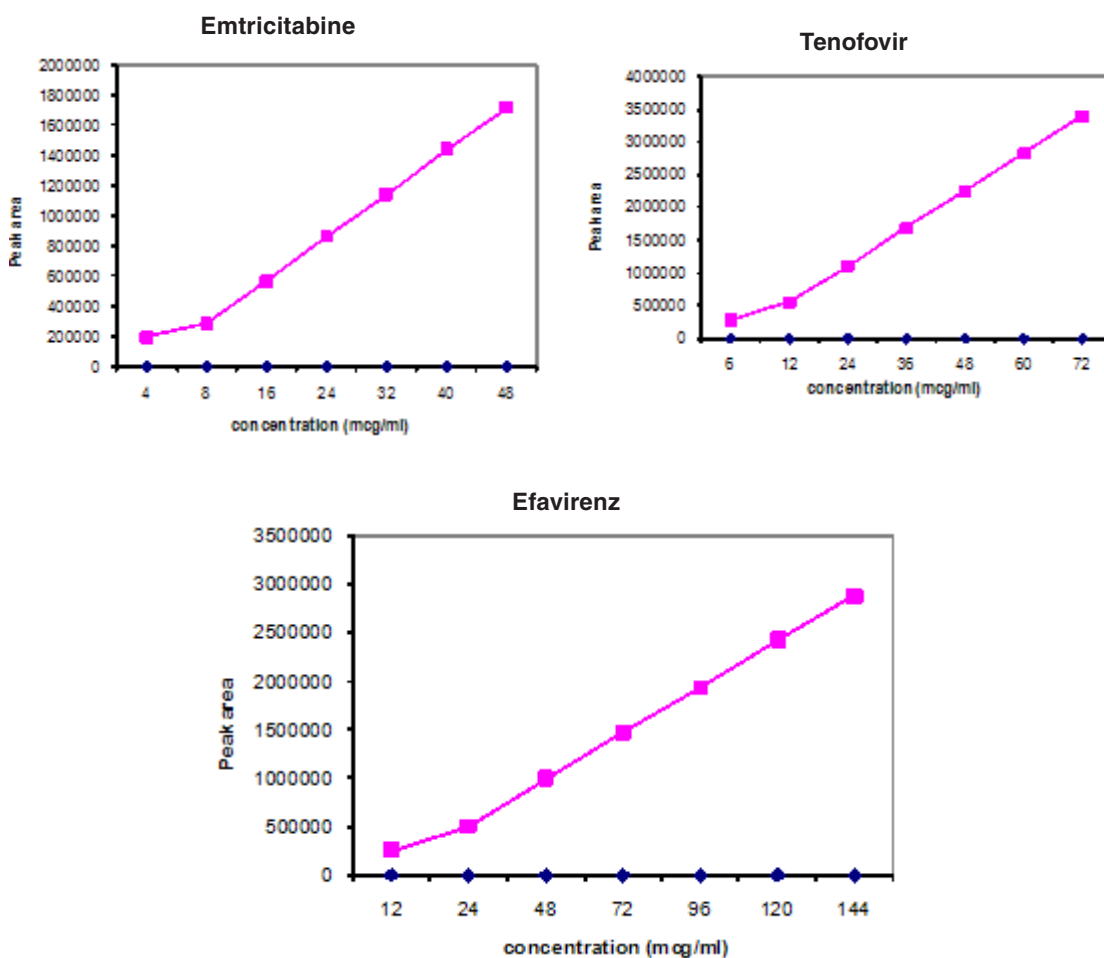 Emtricitabine
2000000
1800000
1600000
1400000
1200000
1000000
800000
600000
400000
200000
0
Peak area
4 8 16 24 32 40 48
concentration (mcg/ml)
Tenofovir
4000000
3500000
3000000
2500000
2000000
1500000
1000000
500000
0
Peak area
6 12 24 36 48 60 72
concentration (mcg/ml)
Efavirenz
3500000
3000000
2500000
2000000
1500000
1000000
500000
0
Peak area
12 24 48 72 96 120 144
concentration (mcg/ml)